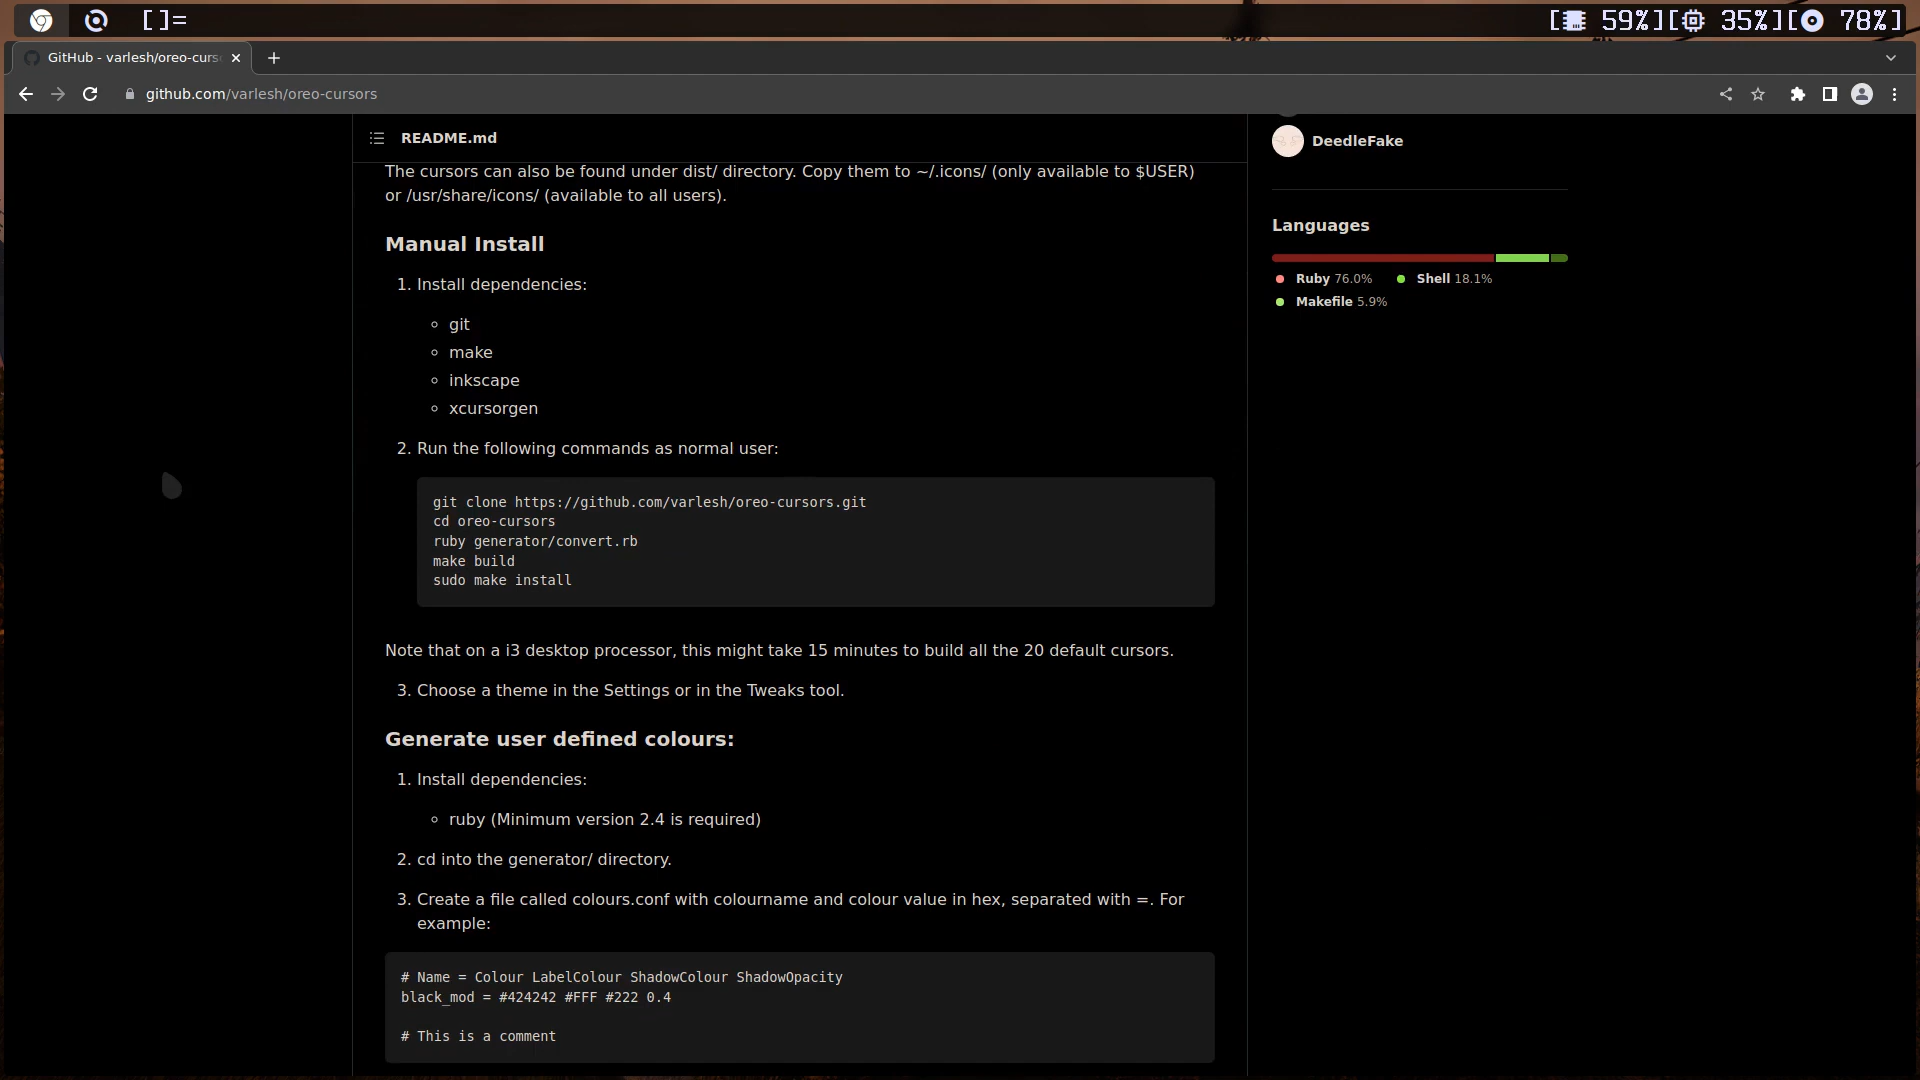 []=
[ 59%][ 35%][ 78%]
GitHub - varlesh/oreo-curs
github.com/varlesh/oreo-cursors
README.md
DeedleFake
The cursors can also be found under dist/ directory. Copy them to ~/.icons/ (only available to $USER)
or /usr/share/icons/ (available to all users).
Languages
Ruby 76.0%
Shell 18.1%
Makefile 5.9%
Manual Install
1. Install dependencies:
git
make
inkscape
xcursorgen
2. Run the following commands as normal user:
git clone https://github.com/varlesh/oreo-cursors.git
cd oreo-cursors
ruby generator/convert.rb
make build
sudo make install
Note that on a i3 desktop processor, this might take 15 minutes to build all the 20 default cursors.
3. Choose a theme in the Settings or in the Tweaks tool.
Generate user defined colours:
1. Install dependencies:
ruby (Minimum version 2.4 is required)
2. cd into the generator/ directory.
3. Create a file called colours.conf with colourname and colour value in hex, separated with =. For
example:
# Name = Colour LabelColour ShadowColour ShadowOpacity
black_mod = #424242 #FFF #222 0.4
# This is a comment